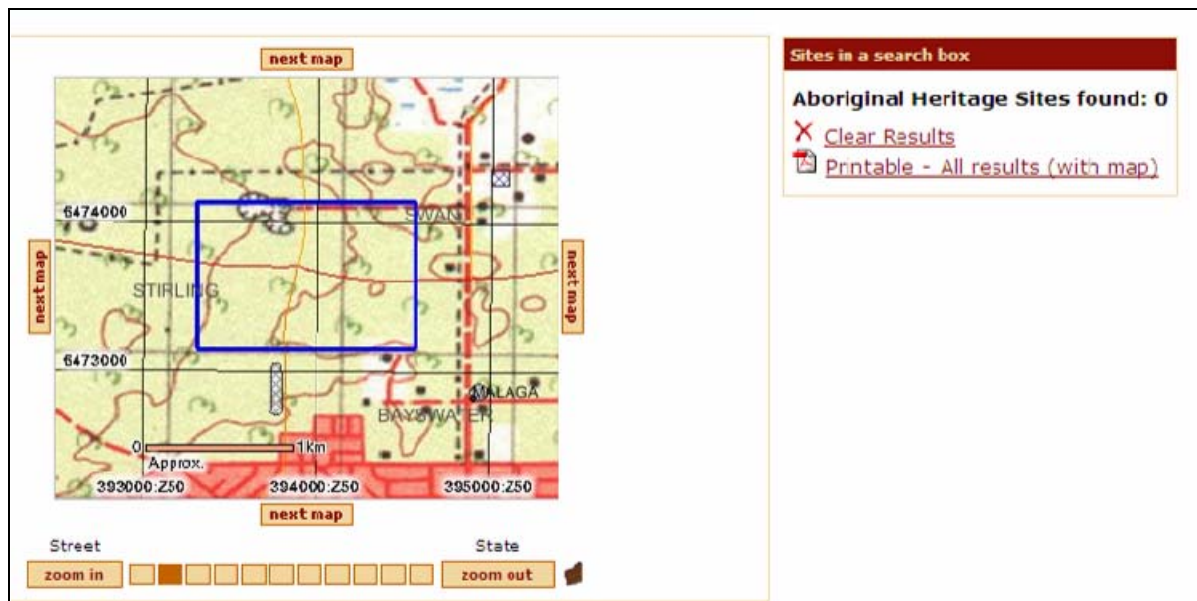 next map
Sites in a search box
Aboriginal Heritage Sites found: 0
Clear Results
Printable - All results (with map)
6474000
SWAN
next map
next map
STIRLING
6473000
MALAGA
BAYSWATER
0 1Km
Approx.
393000:Z50 394000:Z50 395000:Z50
next map
Street State
zoom in zoom out